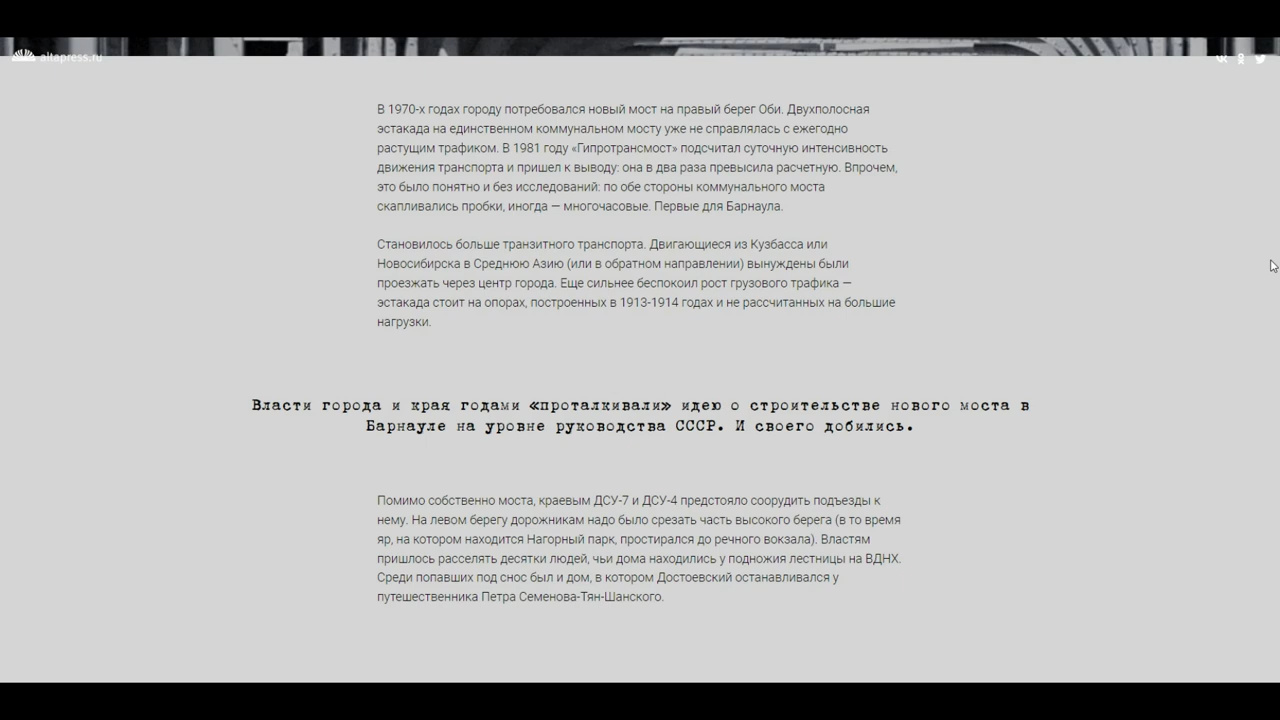 altapress.ru
В 1970-х годах городу потребовался новый мост на правый берег Оби. Двухполосная
эстакада на единственном коммунальном мосту уже не справлялась с ежегодно
растущим трафиком. В 1981 году «Гипротрансмост» подсчитал суточную интенсивность
движения транспорта и пришел к выводу: она в два раза превысила расчетную. Впрочем,
это было понятно и без исследований: по обе стороны коммунального моста
скапливались пробки, иногда — многочасовые. Первые для Барнаула.
Становилось больше транзитного транспорта. Двигающиеся из Кузбасса или
Новосибирска в Среднюю Азию (или в обратном направлении) вынуждены были
проезжать через центр города. Еще сильнее беспокоил рост грузового трафика —
эстакада стоит на опорах, построенных в 1913-1914 годах и не рассчитанных на большие
нагрузки.
Власти города и края годами «проталкивали» идею о строительстве нового моста в
Барнауле на уровне руководства СССР. И своего добились.
Помимо собственно моста, краевым ДСУ-7 и ДСУ-4 предстояло соорудить подъезды к
нему. На левом берегу дорожникам надо было срезать часть высокого берега (в то время
яр, на котором находится Нагорный парк, простирался до речного вокзала). Властям
пришлось расселять десятки людей, чьи дома находились у подножия лестницы на ВДНХ.
Среди попавших под снос был и дом, в котором Достоевский останавливался у
путешественника Петра Семенова-Тян-Шанского.